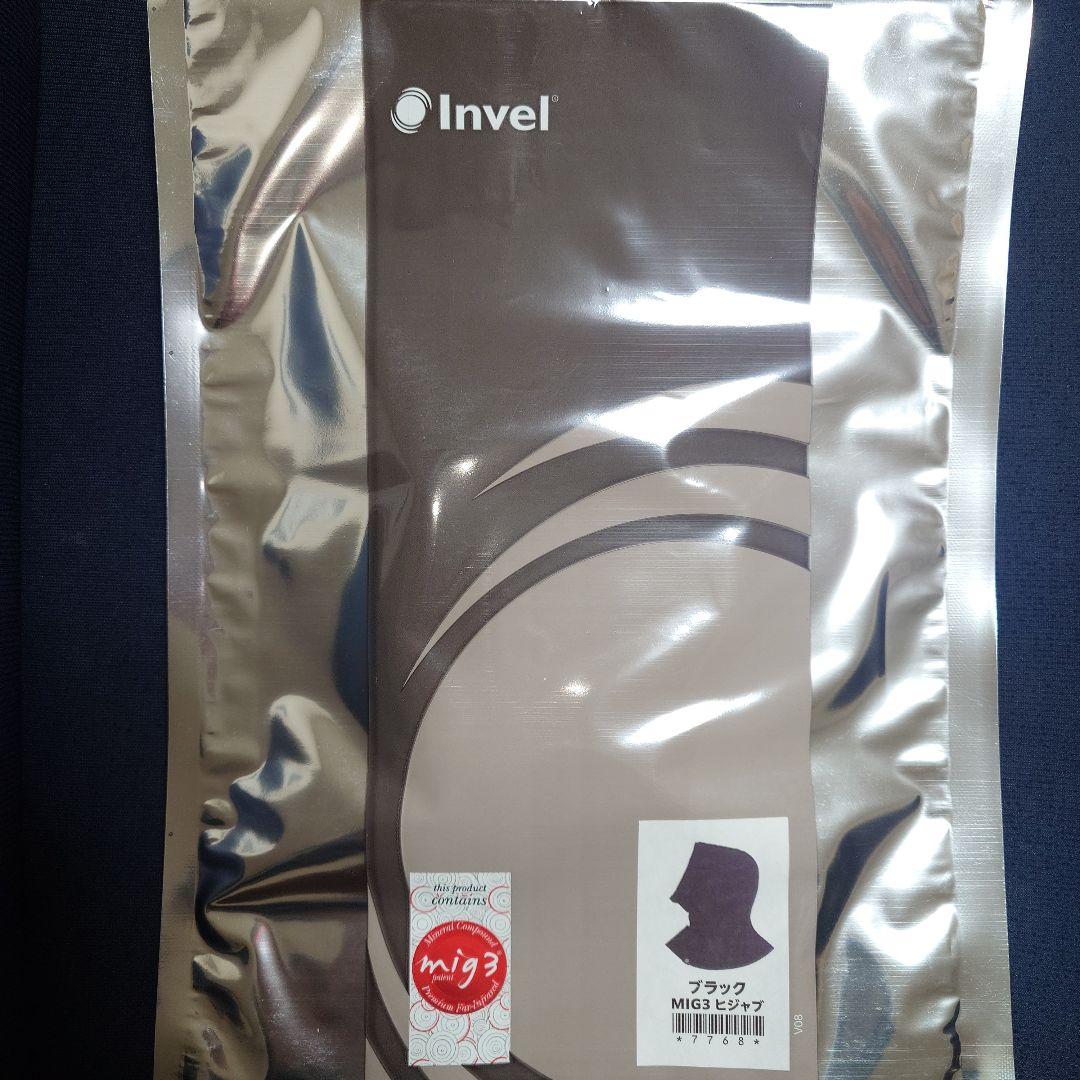 Invel®
this product
contains
Mineral Compound
mig3®
patent
Premium Far-Infrared
ブラック
MIG3 ヒジャブ
*7768*
V08